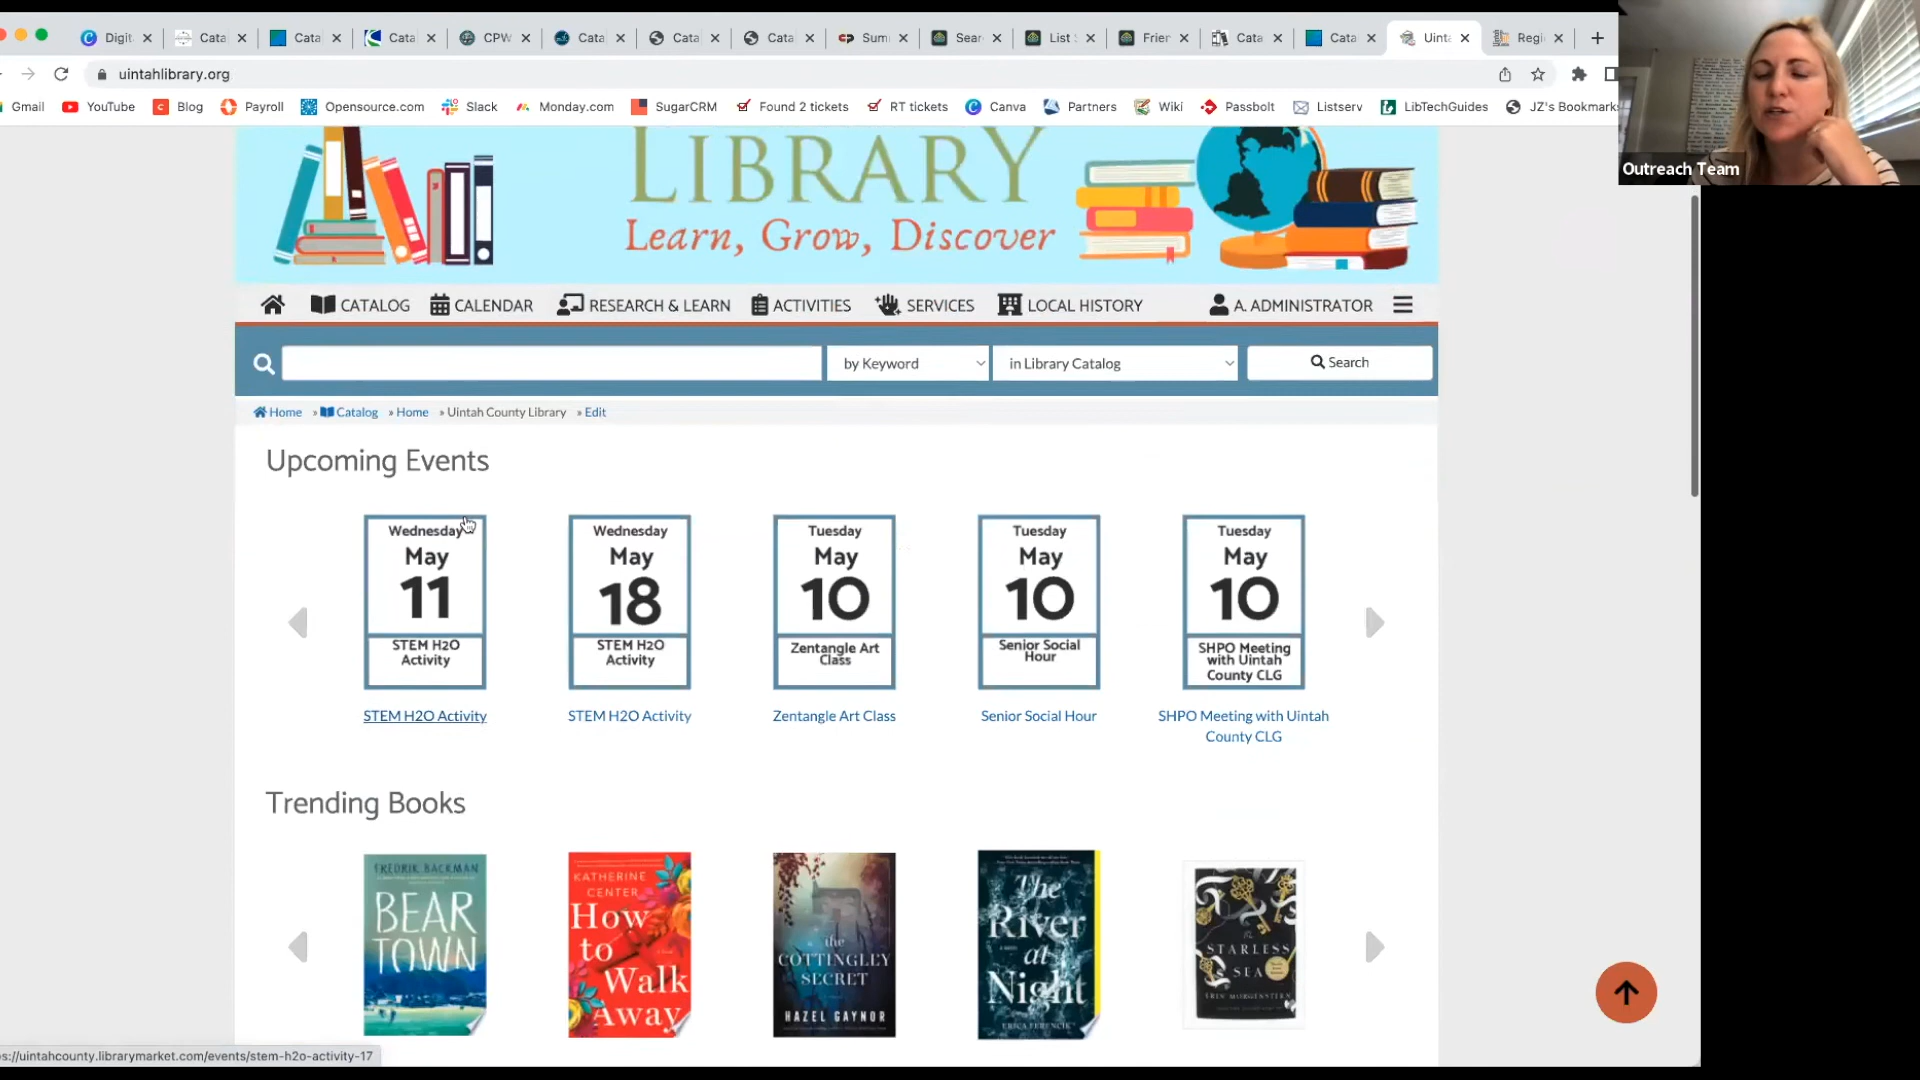 Digit
Cata
Cata
Cata
CPW
Cata
Cata
Cata
Sum
Sear
List
Frien
Cata
Cata
Uinta
Regi
uintahlibrary.org
Gmail
YouTube
Blog
Payroll
Opensource.com
Slack
Monday.com
SugarCRM
Found 2 tickets
RT tickets
Canva
Partners
Wiki
Passbolt
Listserv
LibTechGuides
JZ's Bookmarks
Outreach Team
LIBRARY
Learn, Grow, Discover
CATALOG
CALENDAR
RESEARCH & LEARN
ACTIVITIES
SERVICES
LOCAL HISTORY
A. ADMINISTRATOR
by Keyword
in Library Catalog
Search
Home » Catalog » Home » Uintah County Library » Edit
Upcoming Events
Wednesday
May
11
STEM H2O
Activity
STEM H2O Activity
Wednesday
May
18
STEM H2O
Activity
STEM H2O Activity
Tuesday
May
10
Zentangle Art
Class
Zentangle Art Class
Tuesday
May
10
Senior Social
Hour
Senior Social Hour
Tuesday
May
10
SHPO Meeting
with Uintah
County CLG
SHPO Meeting with Uintah
County CLG
Trending Books
FREDRIK BACKMAN
BEAR
TOWN
KATHERINE
CENTER
How
to
Walk
Away
the
COTTINGLEY
SECRET
HAZEL GAYNOR
The
River
at
Night
ERICA FERENCIK
THE
STARLESS
SEA
ERIN MORGENSTERN
s://uintahcounty.librarymarket.com/events/stem-h2o-activity-17